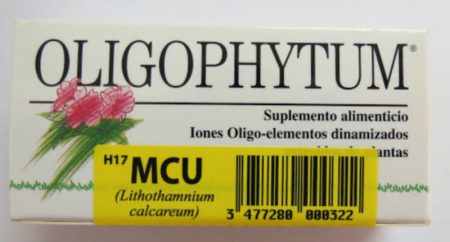 OLIGOPHYTUM®
Suplemento alimenticio
Iones Oligo-elementos dinamizados
H17 MCU
(Lithothamnium
calcareum)
3 477280 000322